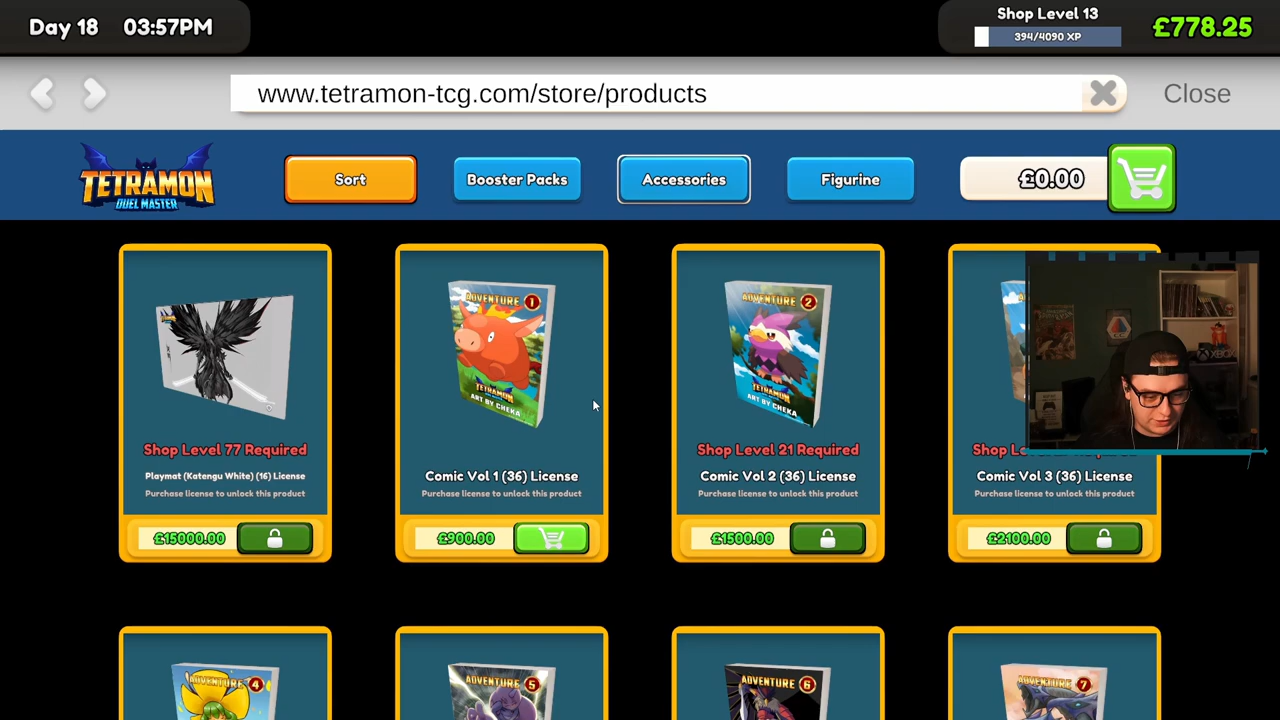 Day 18 03:57PM
Shop Level 13
394/4090 XP
£778.25
www.tetramon-tcg.com/store/products
Close
TETRAMON
DUEL MASTER
Sort
Booster Packs
Accessories
Figurine
£0.00
Shop Level 77 Required
Playmat (Katengu White) (16) License
Purchase license to unlock this product
£15000.00
ADVENTURE 1
TETRAMON
ART BY CHEKA
Comic Vol 1 (36) License
Purchase license to unlock this product
£900.00
ADVENTURE 2
TETRAMON
ART BY CHEKA
Shop Level 21 Required
Comic Vol 2 (36) License
Purchase license to unlock this product
£1500.00
XBOX
Comic Vol 3 (36) License
Purchase license to unlock this product
£2100.00
ADVENTURE 4
ADVENTURE 5
ADVENTURE 6
ADVENTURE 7